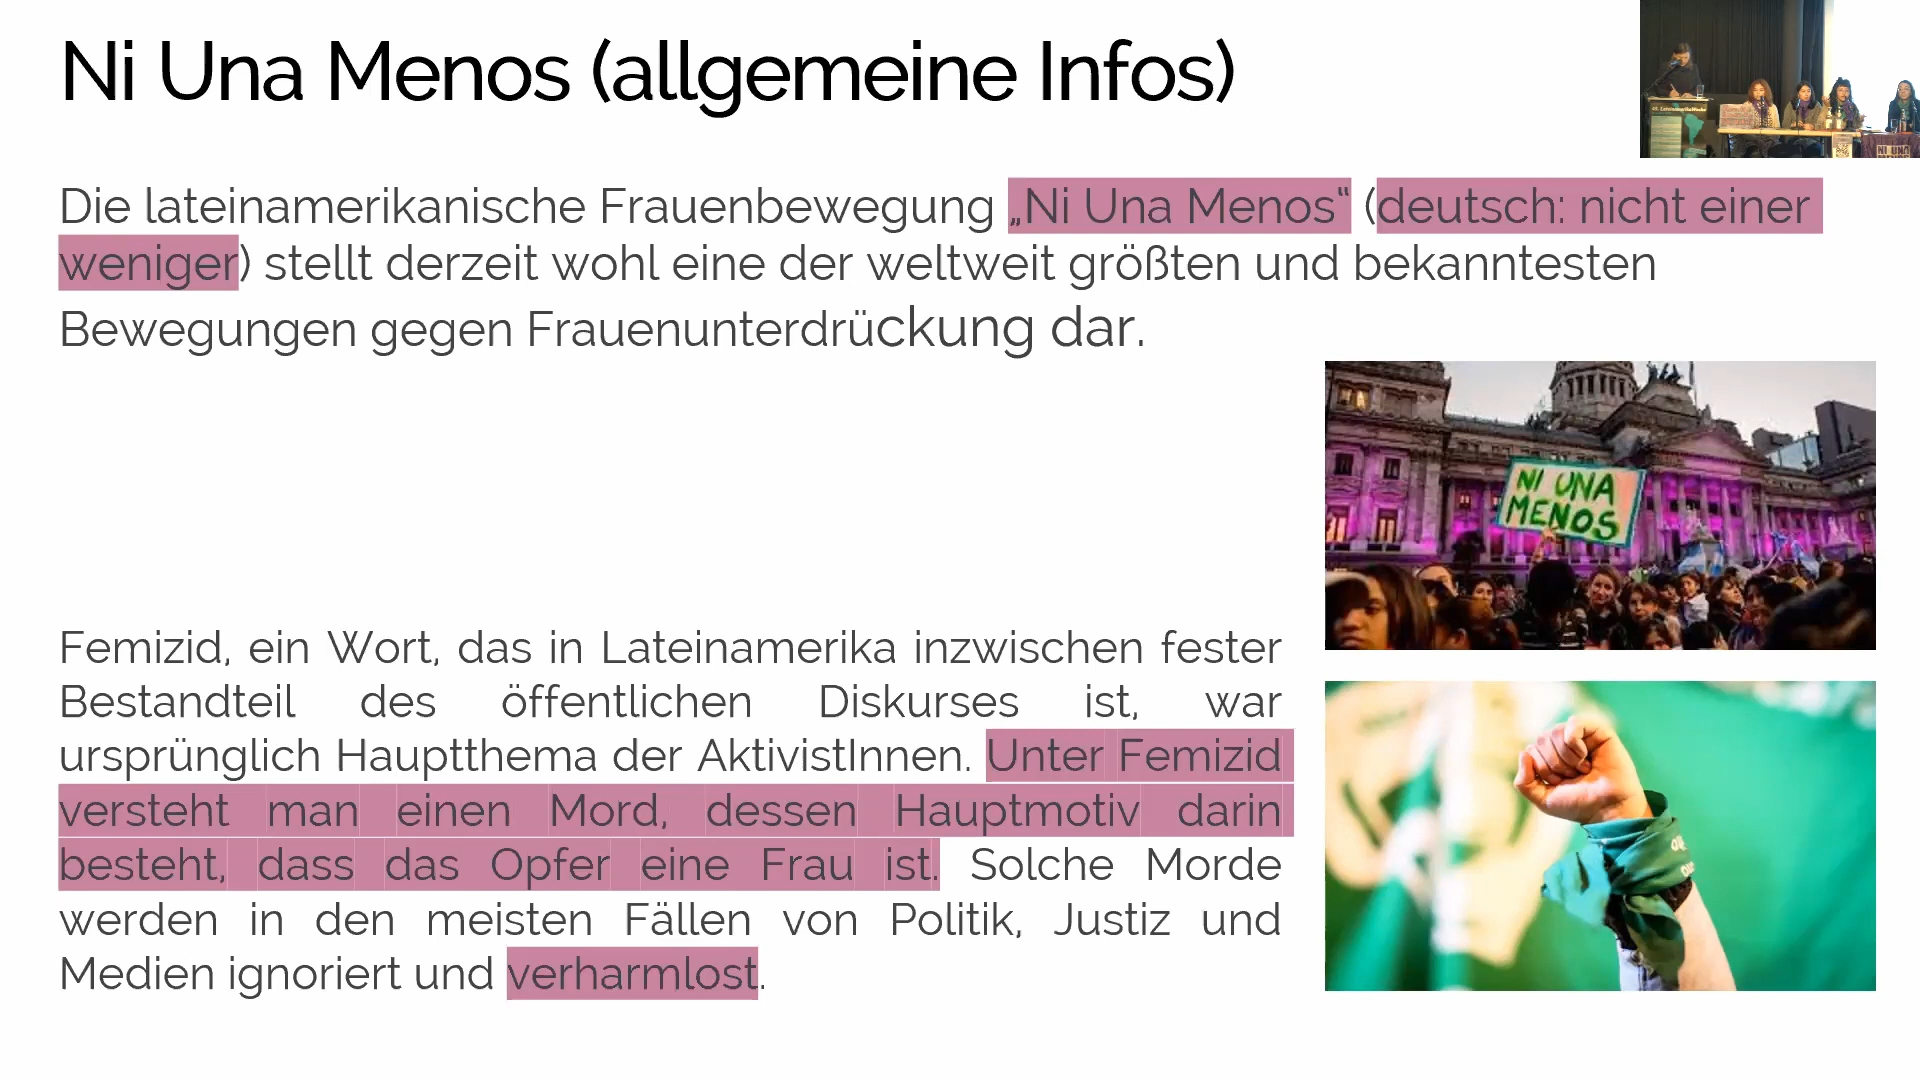 Ni Una Menos (allgemeine Infos)
Die lateinamerikanische Frauenbewegung „Ni Una Menos“ (deutsch: nicht einer
weniger) stellt derzeit wohl eine der weltweit größten und bekanntesten
Bewegungen gegen Frauenunterdrückung dar.
NI UNA
MENOS
Femizid, ein Wort, das in Lateinamerika inzwischen fester
Bestandteil des öffentlichen Diskurses ist, war
ursprünglich Hauptthema der AktivistInnen. Unter Femizid
versteht man einen Mord, dessen Hauptmotiv darin
besteht, dass das Opfer eine Frau ist. Solche Morde
werden in den meisten Fällen von Politik, Justiz und
Medien ignoriert und verharmlost.
NI UNA